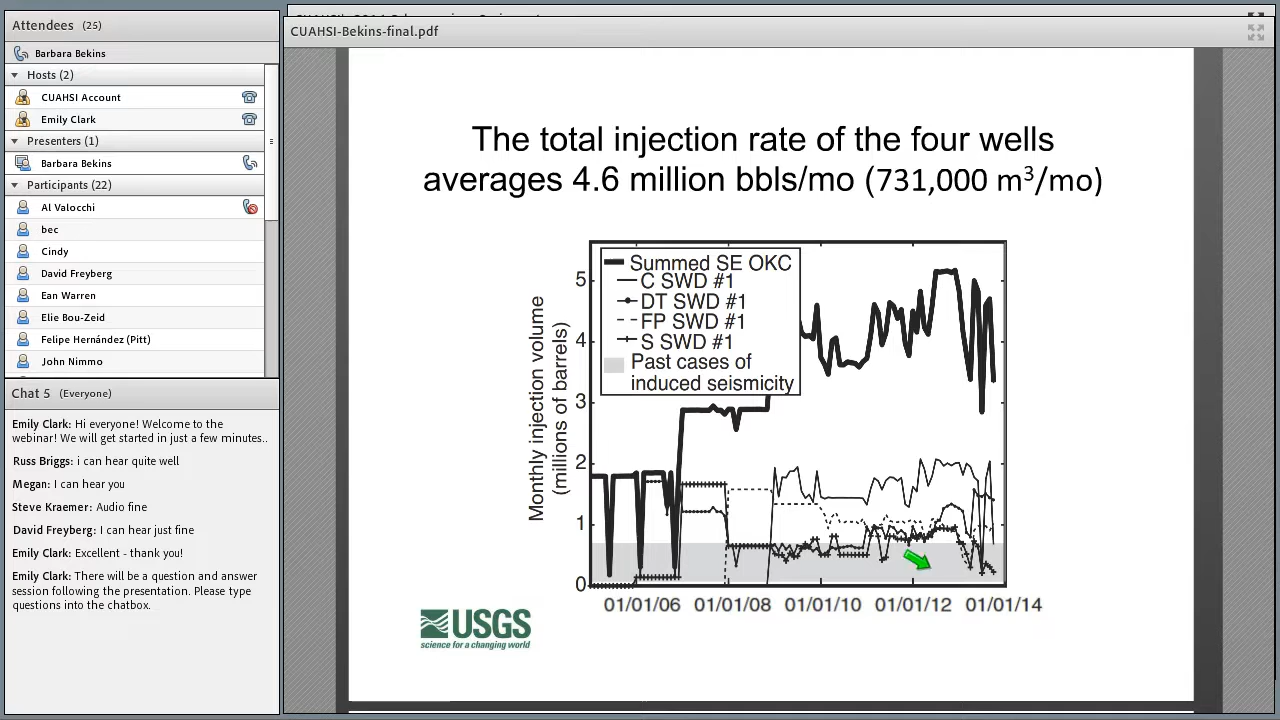 Attendees (25)
Barbara Bekins
Hosts (2)
CUAHSI Account
Emily Clark
Presenters (1)
Barbara Bekins
Participants (22)
Al Valocchi
bec
Cindy
David Freyberg
Ean Warren
Elie Bou-Zeid
Felipe Hernández (Pitt)
John Nimmo
Chat 5 (Everyone)
Emily Clark: Hi everyone! Welcome to the
webinar! We will get started in just a few minutes..
Russ Briggs: i can hear quite well
Megan: I can hear you
Steve Kraemer: Audio fine
David Freyberg: I can hear just fine
Emily Clark: Exellent - thank you!
Emily Clark: There will be a question and answer
session following the presentation. Please type
questions into the chatbox.
CUAHSI-Bekins-final.pdf
The total injection rate of the four wells
averages 4.6 million bbls/mo (731,000 m³/mo)
Monthly injection volume
(millions of barrels)
Summed SE OKC
C SWD #1
DT SWD #1
FP SWD #1
S SWD #1
Past cases of
induced seismicity
5
4
3
2
1
0
01/01/06 01/01/08 01/01/10 01/01/12 01/01/14
USGS
science for a changing world